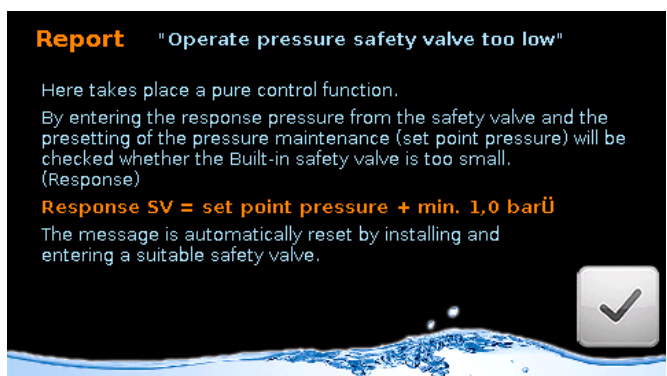 Report "Operate pressure safety valve too low"
Here takes place a pure control function.
By entering the response pressure from the safety valve and the
presetting of the pressure maintenance (set point pressure) will be
checked whether the Built-in safety valve is too small.
(Response)
Response SV = set point pressure + min. 1,0 barÜ
The message is automatically reset by installing and
entering a suitable safety valve.